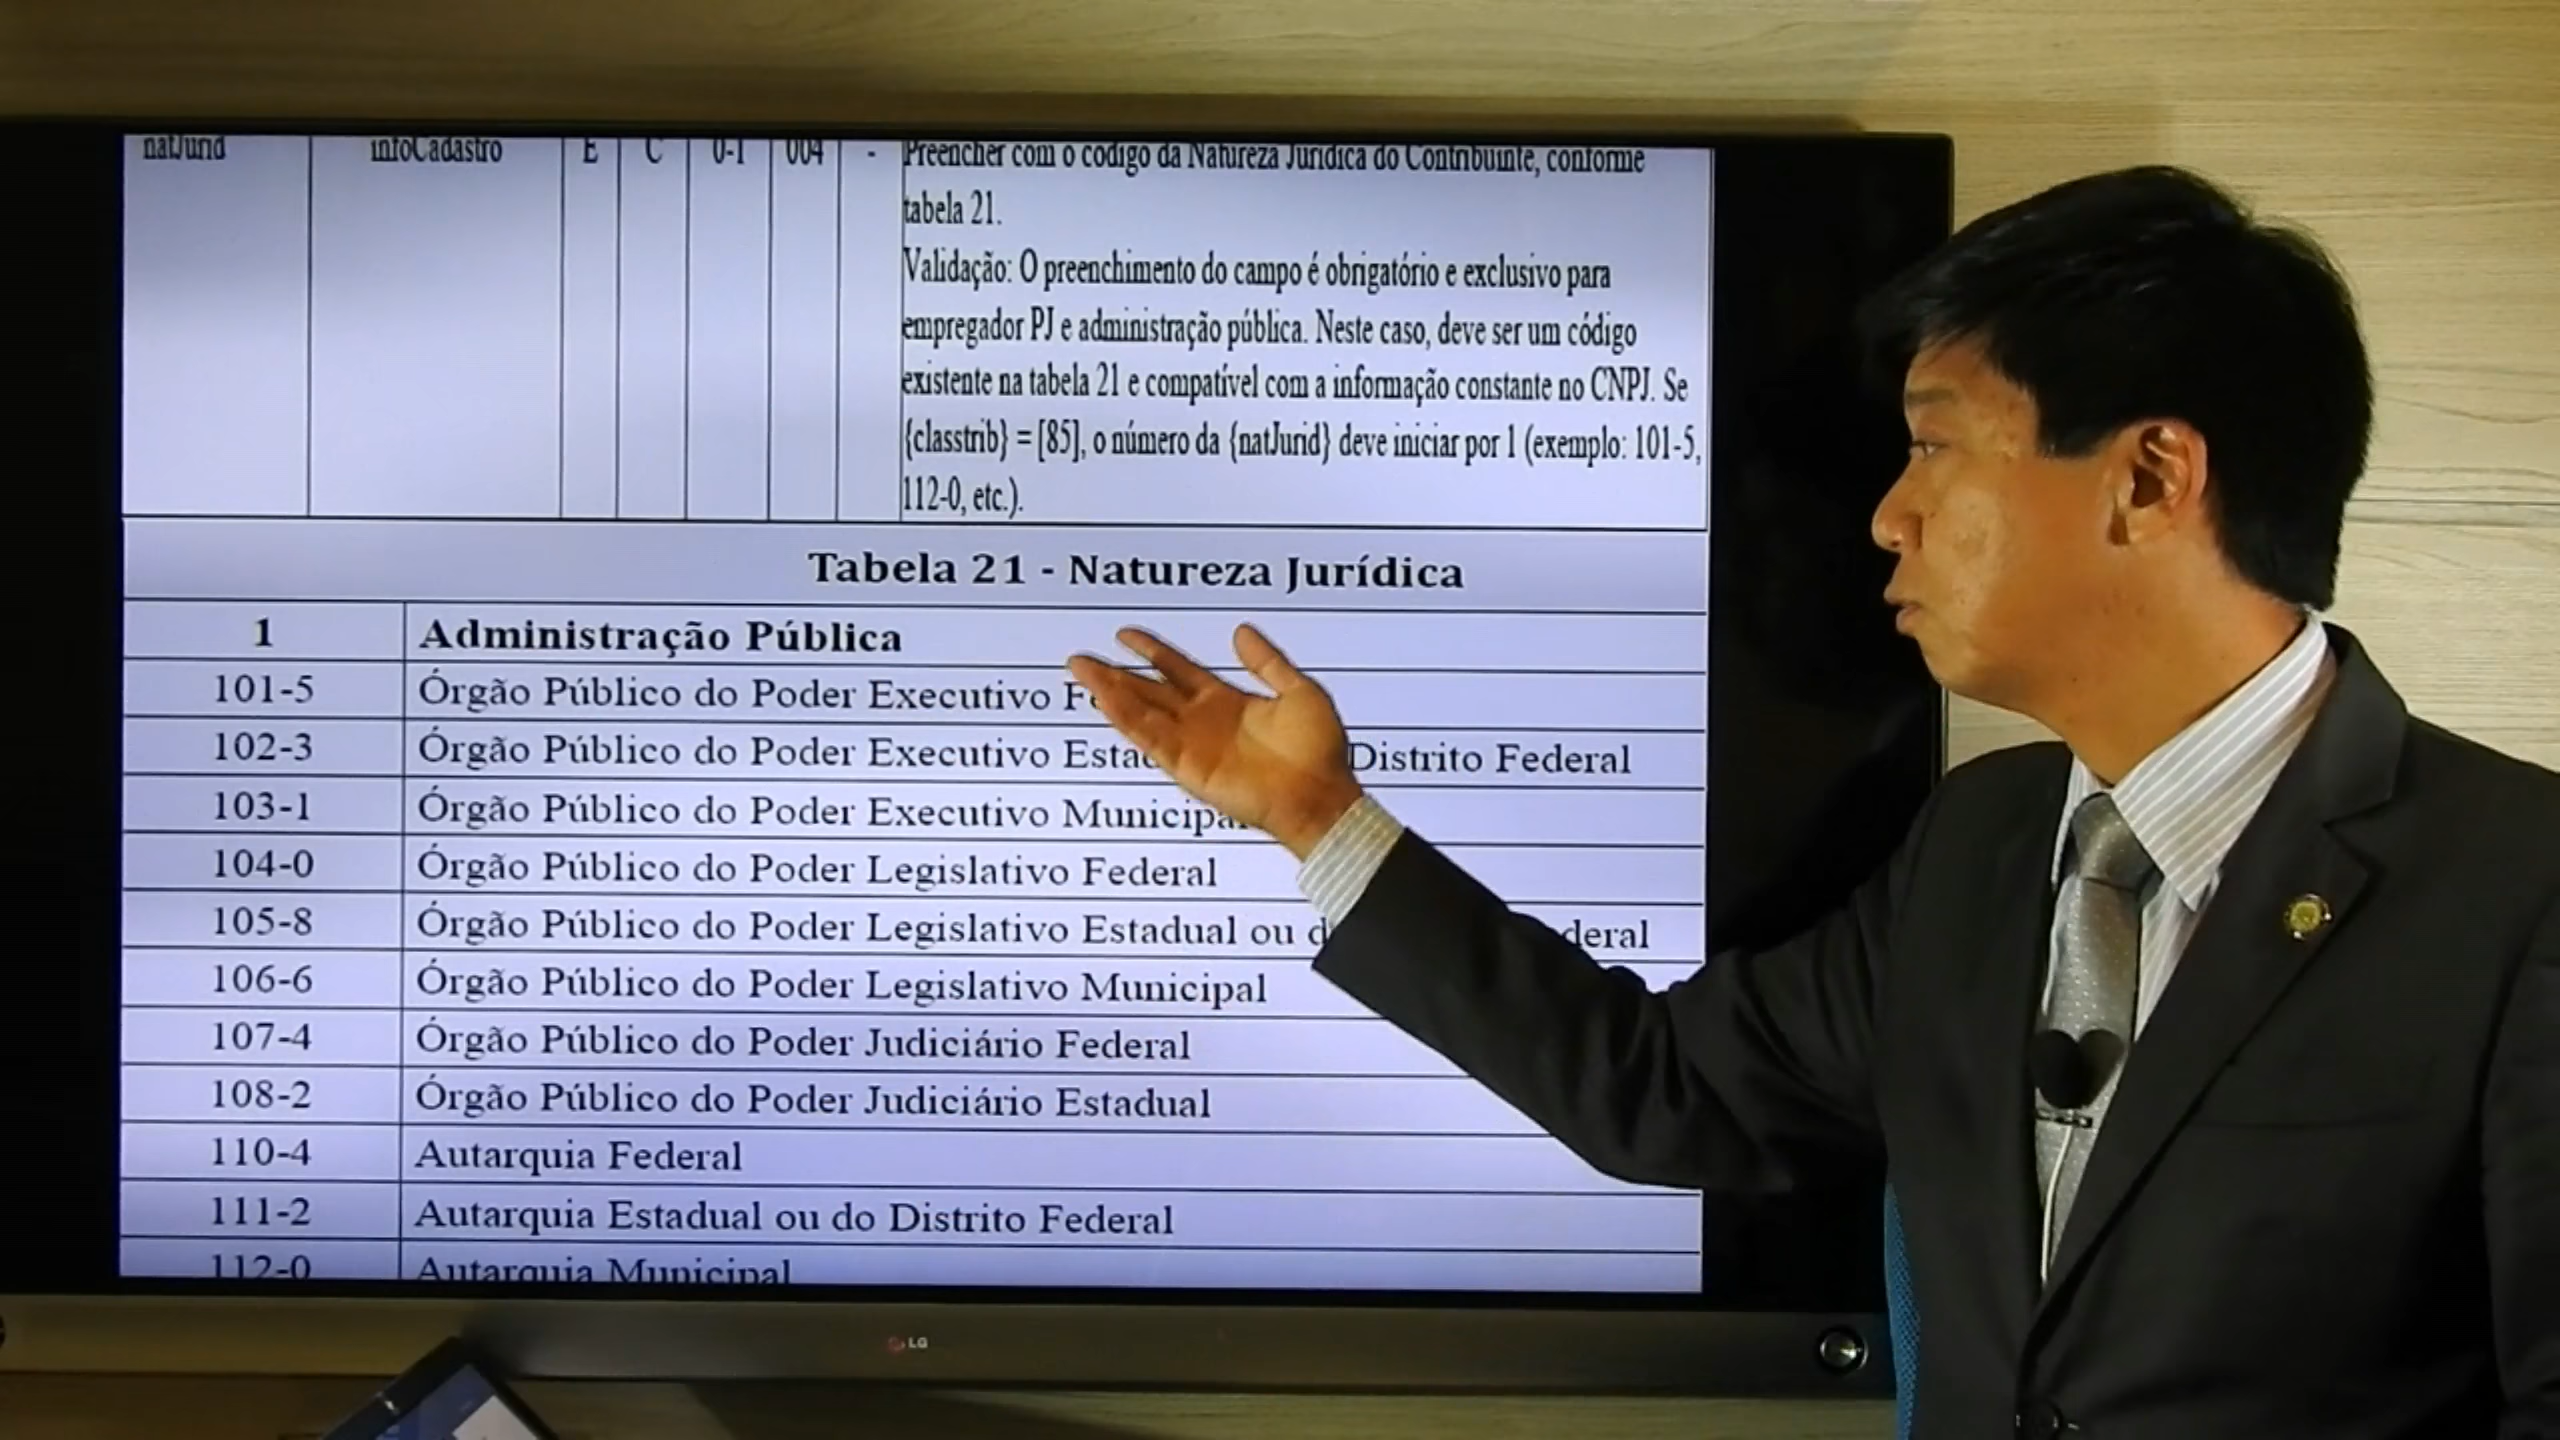 natJurid infoCadastro E C 0-1 004 - Preencher com o código da Natureza Jurídica do Contribuinte, conforme
tabela 21.
Validação: O preenchimento do campo é obrigatório e exclusivo para
empregador PJ e administração pública. Neste caso, deve ser um código
existente na tabela 21 e compatível com a informação constante no CNPJ. Se
{classtrib} = [85], o número da {natJurid} deve iniciar por 1 (exemplo: 101-5,
112-0, etc.).
Tabela 21 - Natureza Jurídica
1 Administração Pública
101-5 Órgão Público do Poder Executivo
102-3 Órgão Público do Poder Executivo Distrito Federal
103-1 Órgão Público do Poder Executivo Municipal
104-0 Órgão Público do Poder Legislativo Federal
105-8 Órgão Público do Poder Legislativo Estadual ou
106-6 Órgão Público do Poder Legislativo Municipal
107-4 Órgão Público do Poder Judiciário Federal
108-2 Órgão Público do Poder Judiciário Estadual
110-4 Autarquia Federal
111-2 Autarquia Estadual ou do Distrito Federal
112-0 Autarquia Municipal
LG